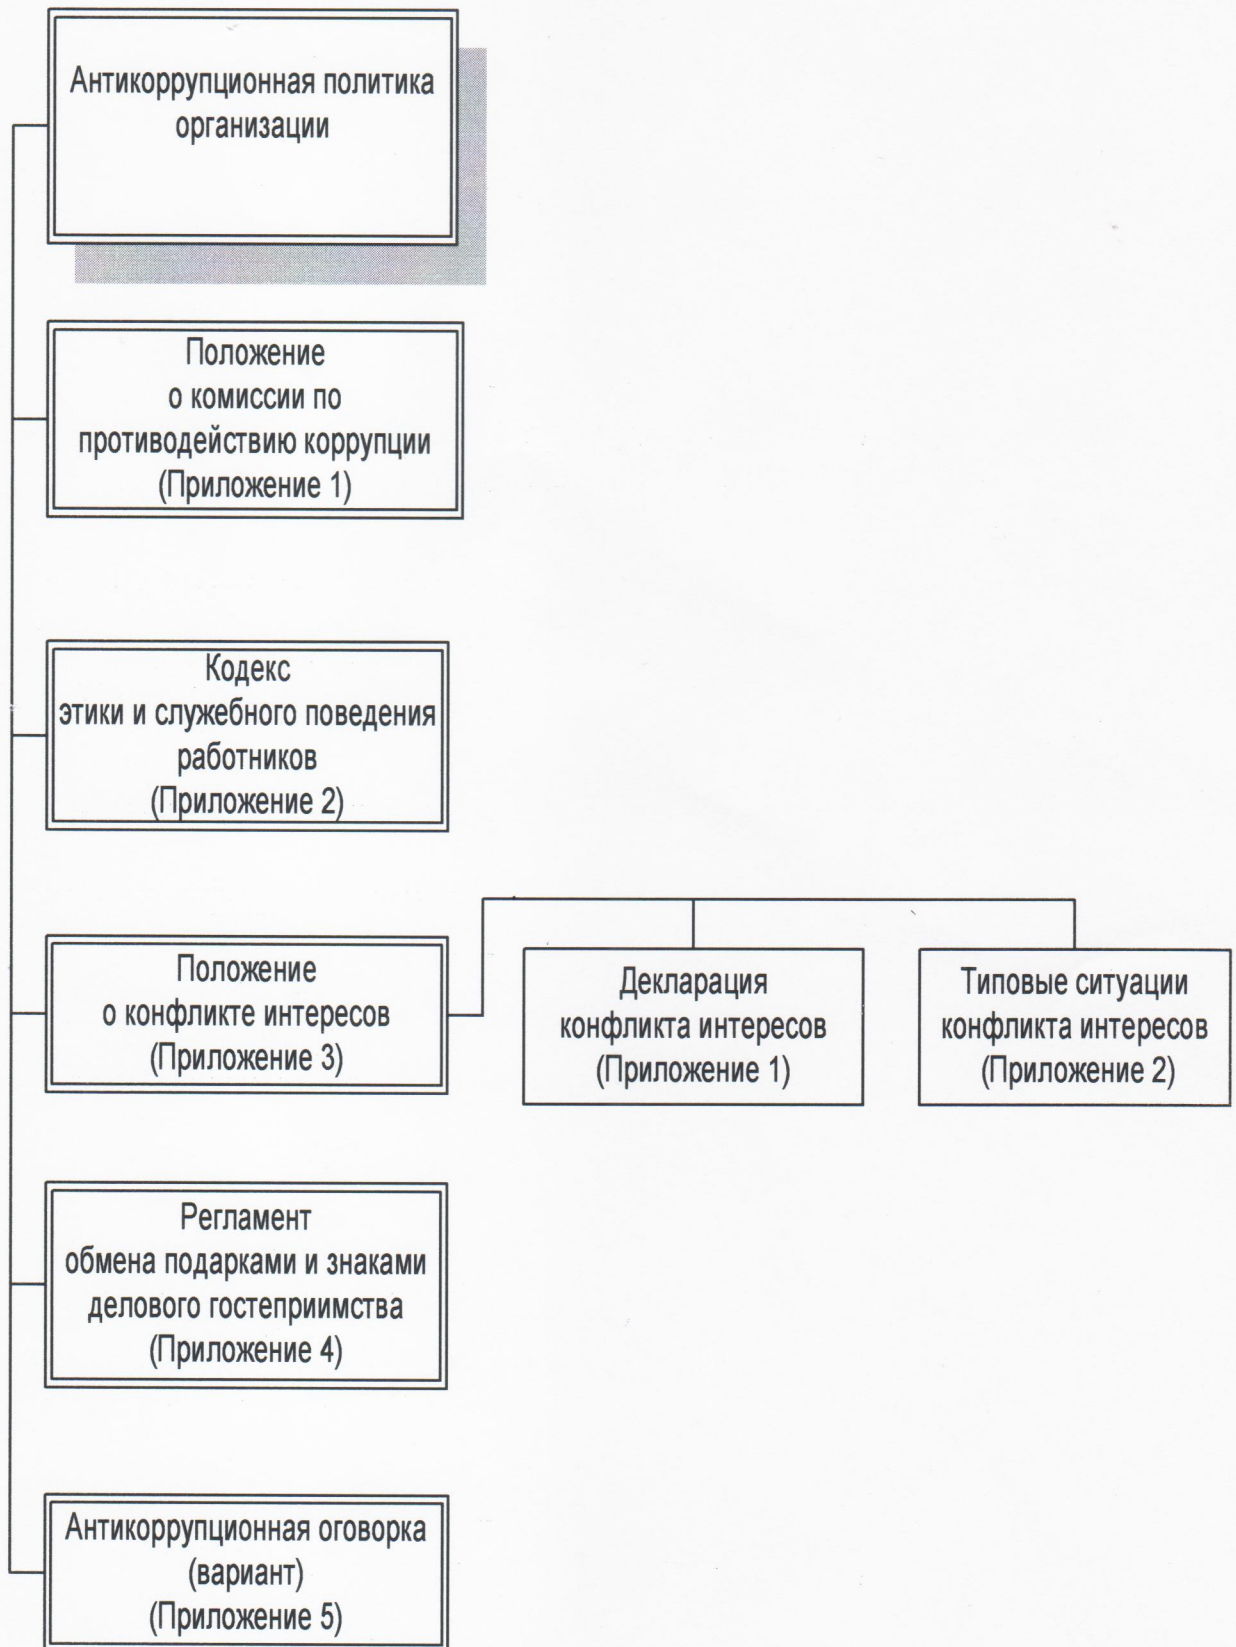 Антикоррупционная политика
организации
Положение
о комиссии по
противодействию коррупции
(Приложение 1)
Кодекс
этики и служебного поведения
работников
(Приложение 2)
Положение
о конфликте интересов
(Приложение 3)
Декларация
конфликта интересов
(Приложение 1)
Типовые ситуации
конфликта интересов
(Приложение 2)
Регламент
обмена подарками и знаками
делового гостеприимства
(Приложение 4)
Антикоррупционная оговорка
(вариант)
(Приложение 5)